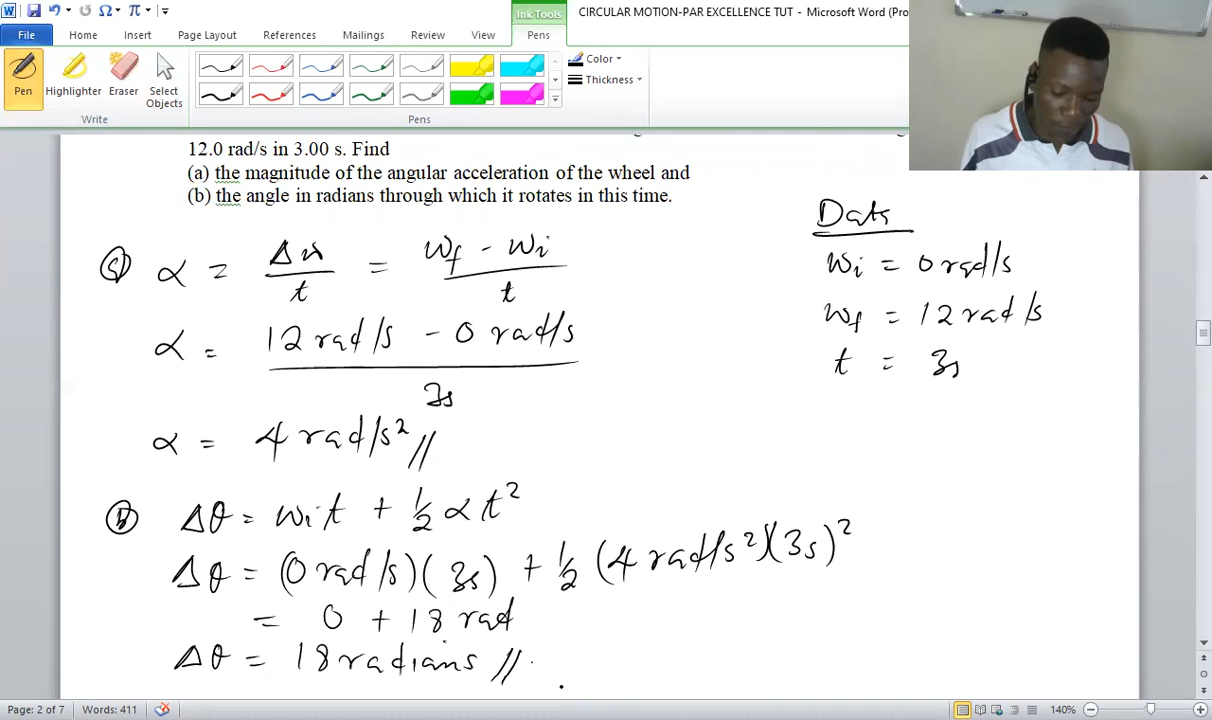 Ink Tools
CIRCULAR MOTION-PAR EXCELLENCE TUT - Microsoft Word (Pro
File Home Insert Page Layout References Mailings Review View Pens
Pen Highlighter Eraser Select Objects
Color
Thickness
Write Pens
12.0 rad/s in 3.00 s. Find
(a) the magnitude of the angular acceleration of the wheel and
(b) the angle in radians through which it rotates in this time.
Data
ωi = 0 rad/s
ωf = 12 rad/s
t = 3s
(a) α = Δω/t = (ωf - ωi)/t
α = (12 rad/s - 0 rad/s)/3s
α = 4 rad/s² //
(b) Δθ = ωit + ½αt²
Δθ = (0 rad/s)(3s) + ½(4 rad/s²)(3s)²
= 0 + 18 rad
Δθ = 18 radians //
Page: 2 of 7 Words: 411 140%